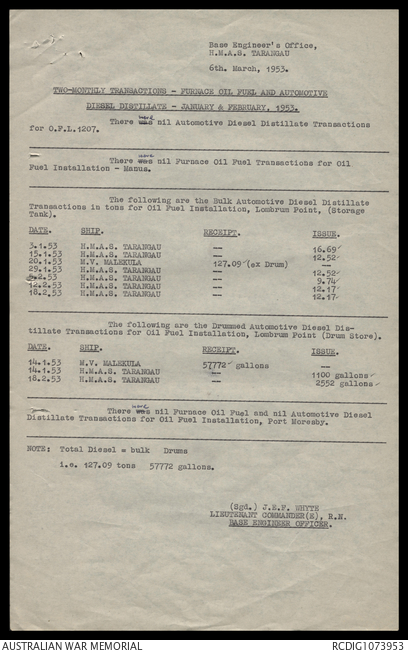 Base Engineer's Office,
H.M.A.S. TARANGAU
6th. March, 1953.
TWO-MONTHLY TRANSACTIONS - FURNACE OIL FUEL AND AUTOMOTIVE
DIESEL DISTILLATE - JANUARY & FEBRUARY, 1953.
were
There was nil Automotive Diesel Distillate Transactions
for O.F.L.1207.
were
There was nil Furnace Oil Fuel Transactions for Oil
Fuel Installation - Manus.
The following are the Bulk Automotive Diesel Distillate
Transactions in tons for Oil Fuel Installation, Lombrum Point, (Storage
Tank).
DATE. SHIP. RECEIPT. ISSUE.
3.1.53 H.M.A.S. TARANGAU -- 16.69
15.1.53 H.M.A.S. TARANGAU -- 12.52
20.1.53 M.V. MALEKULA 127.09 (ex Drum) --
29.1.53 H.M.A.S. TARANGAU -- 12.52
.2.53 H.M.A.S. TARANGAU -- 9.74
12.2.53 H.M.A.S. TARANGAU -- 12.17
18.2.53 H.M.A.S. TARANGAU -- 12.17
The following are the Drummed Automotive Diesel Dis-
tillate Transactions for Oil Fuel Installation, Lombrum Point (Drum Store).
DATE. SHIP. RECEIPT. ISSUE.
14.1.53 M.V. MALEKULA 57772 gallons --
14.1.53 H.M.A.S. TARANGAU -- 1100 gallons
18.2.53 H.M.A.S. TARANGAU 2552 gallons
were
There was nil Furnace Oil Fuel and nil Automotive Diesel
Distillate Transactions for Oil Fuel Installation, Port Moresby.
NOTE: Total Diesel = bulk Drums
i.e. 127.09 tons 57772 gallons.
(Sgd.) J.E.F. WHYTE
LIEUTENANT COMMANDER(E), R.N.
BASE ENGINEER OFFICER.
AUSTRALIAN WAR MEMORIAL
RCDIG1073953